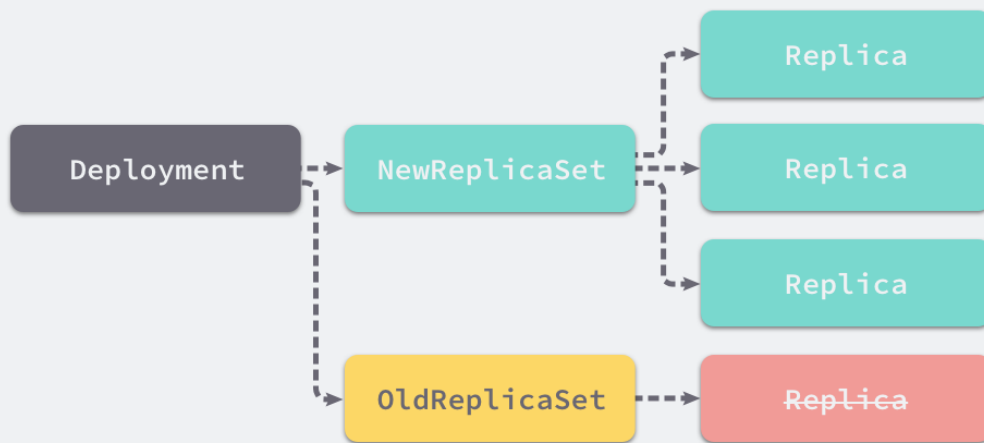 Replica
Deployment
NewReplicaSet
Replica
Replica
OldReplicaSet
Replica